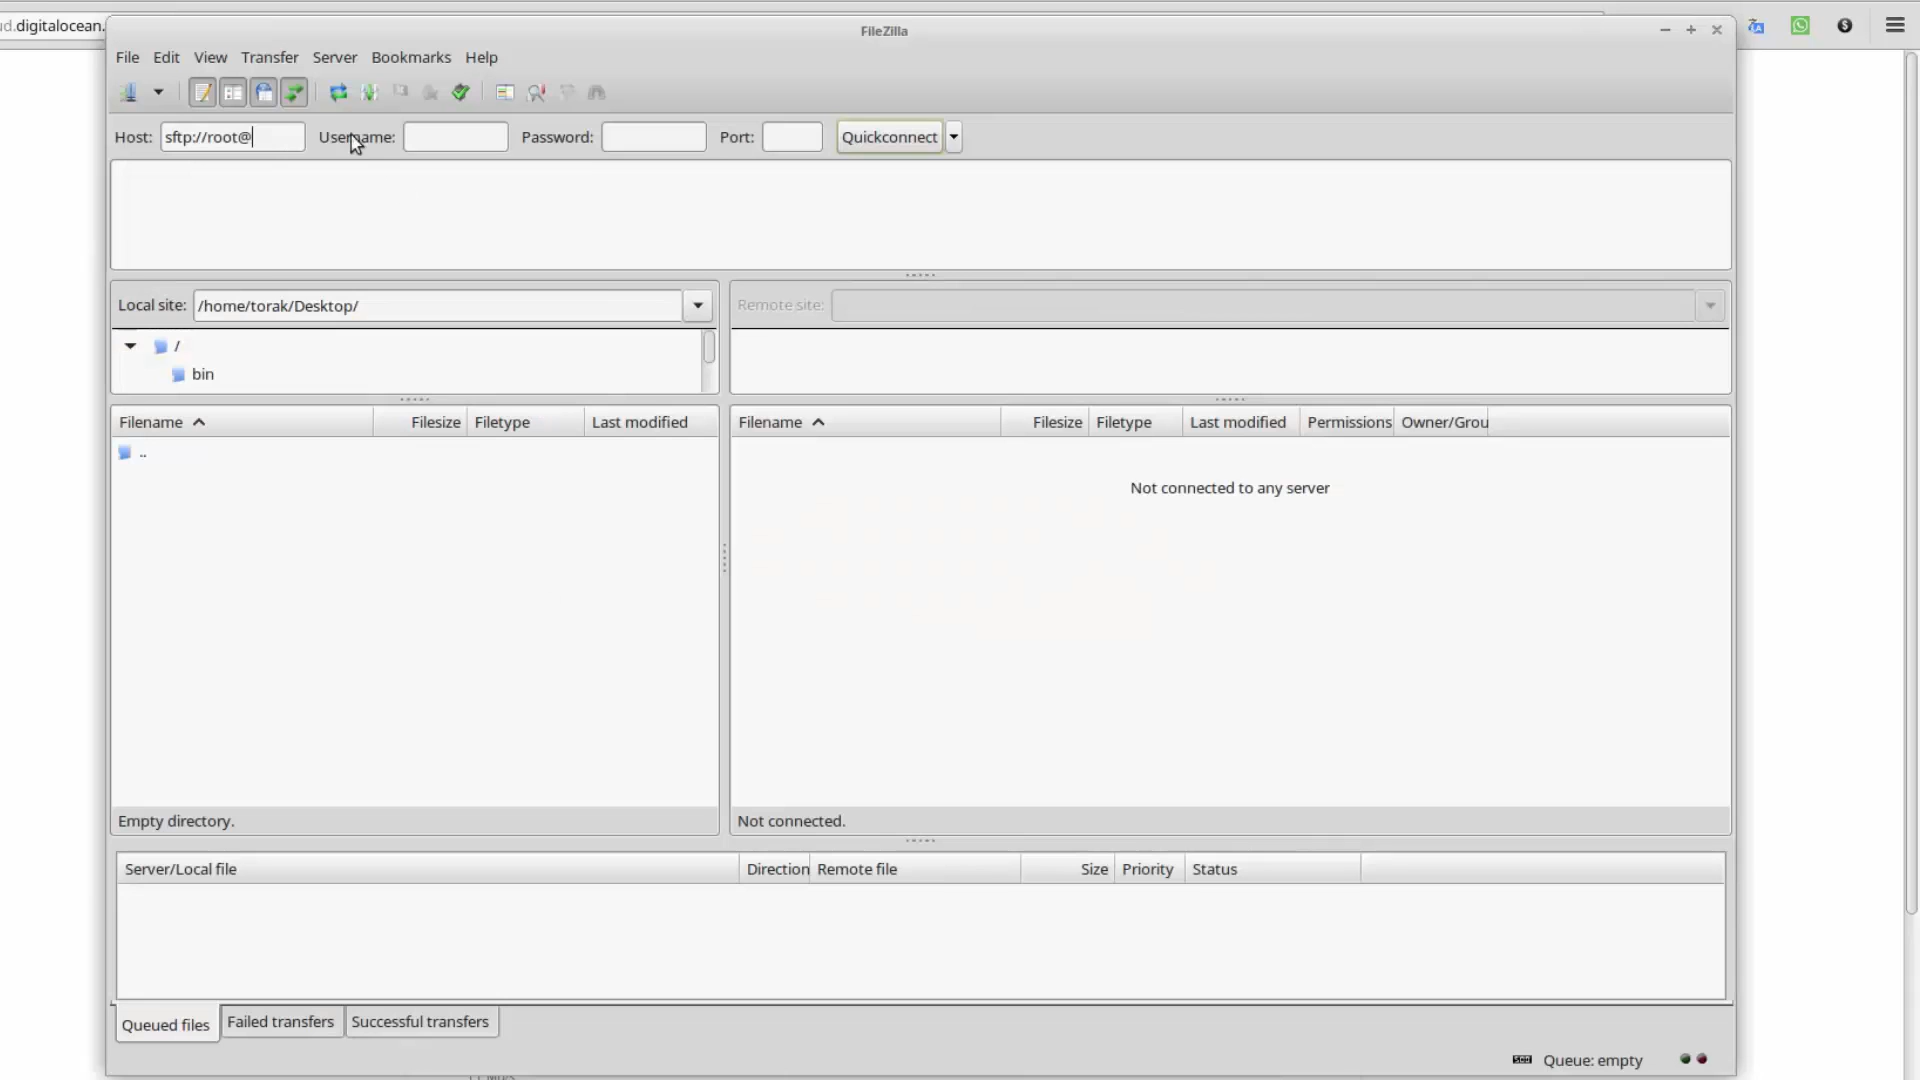 d.digitalocean.
FileZilla
File Edit View Transfer Server Bookmarks Help
Host: sftp://root@ Username: Password: Port: Quickconnect
Local site: /home/torak/Desktop/
Remote site:
/
bin
Filename Filesize Filetype Last modified
Filename Filesize Filetype Last modified Permissions Owner/Grou
..
Not connected to any server
Empty directory.
Not connected.
Server/Local file Direction Remote file Size Priority Status
Queued files Failed transfers Successful transfers
Queue: empty